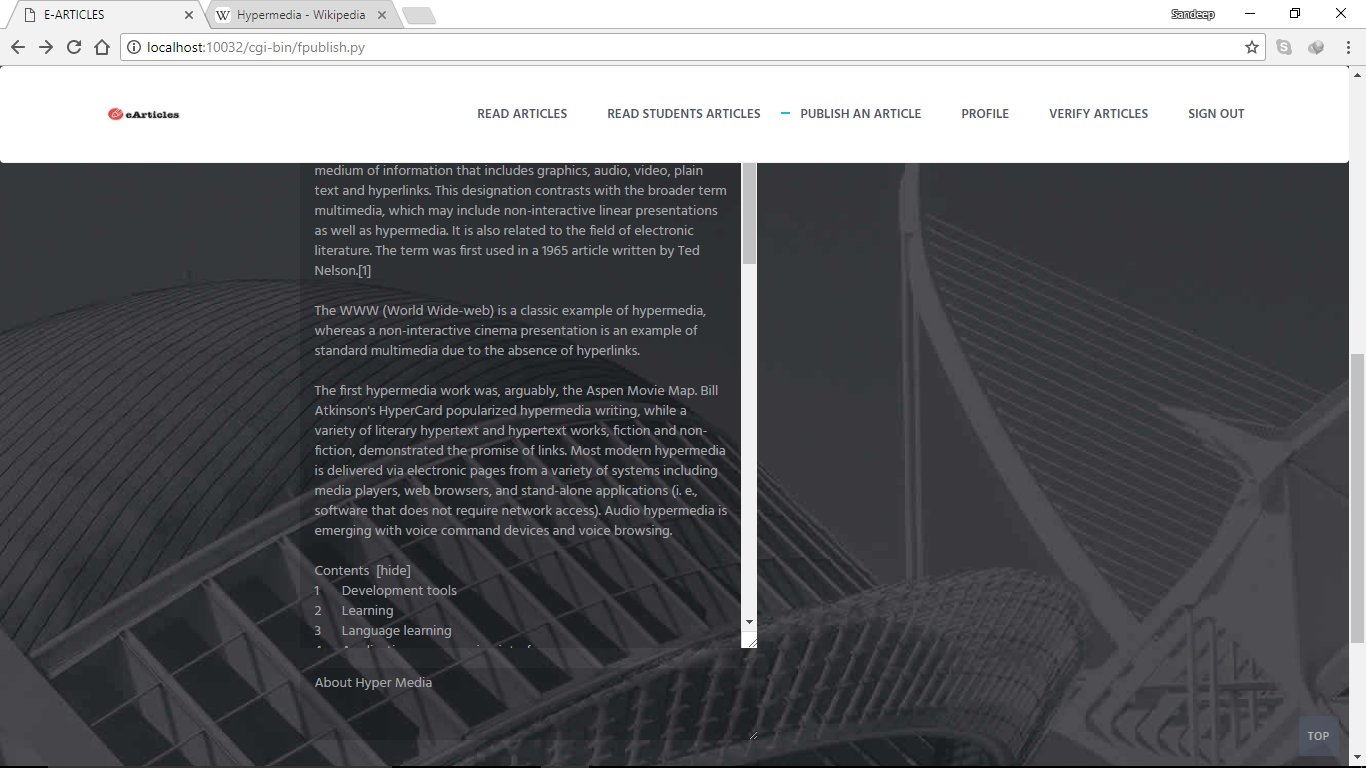 E-ARTICLES
Hypermedia - Wikipedia
Sandeep
localhost:10032/cgi-bin/fpublish.py
eArticles
READ ARTICLES
READ STUDENTS ARTICLES
PUBLISH AN ARTICLE
PROFILE
VERIFY ARTICLES
SIGN OUT
medium of information that includes graphics, audio, video, plain
text and hyperlinks. This designation contrasts with the broader term
multimedia, which may include non-interactive linear presentations
as well as hypermedia. It is also related to the field of electronic
literature. The term was first used in a 1965 article written by Ted
Nelson.[1]
The WWW (World Wide-web) is a classic example of hypermedia,
whereas a non-interactive cinema presentation is an example of
standard multimedia due to the absence of hyperlinks.
The first hypermedia work was, arguably, the Aspen Movie Map. Bill
Atkinson's HyperCard popularized hypermedia writing, while a
variety of literary hypertext and hypertext works, fiction and non-
fiction, demonstrated the promise of links. Most modern hypermedia
is delivered via electronic pages from a variety of systems including
media players, web browsers, and stand-alone applications (i. e.,
software that does not require network access). Audio hypermedia is
emerging with voice command devices and voice browsing.
Contents [hide]
1 Development tools
2 Learning
3 Language learning
About Hyper Media
TOP